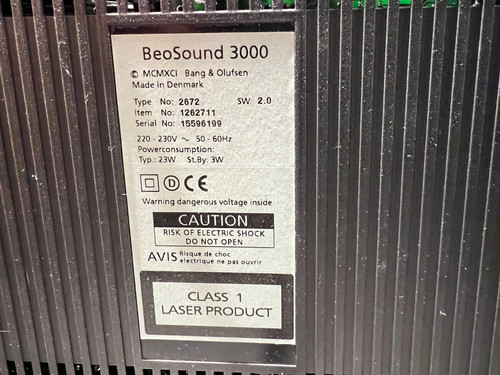 BeoSound 3000
© MCMXCI Bang & Olufsen
Made in Denmark
Type No: 2672 SW: 2.0
Item No: 1262711
Serial No: 15596199
220 - 230V ~ 50 - 60Hz
Powerconsumption:
Typ.: 23W St.By: 3W
D CE
Warning dangerous voltage inside
CAUTION
RISK OF ELECTRIC SHOCK
DO NOT OPEN
AVIS Risque de choc
electrique ne pas ouvrir
CLASS 1
LASER PRODUCT